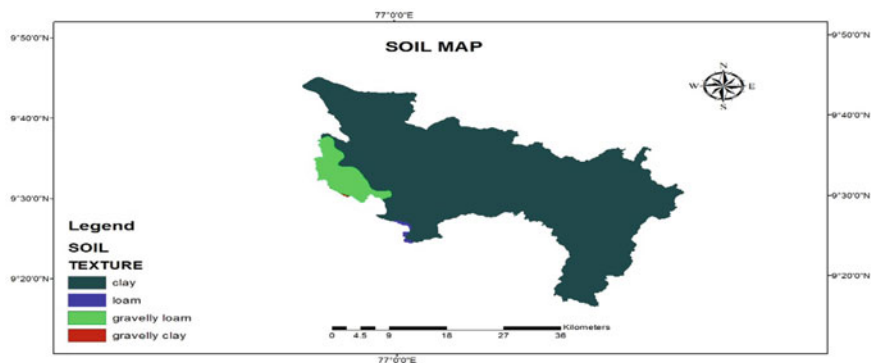 77°0'0"E
SOIL MAP
N
W E
S
9°50'0"N 9°50'0"N
9°40'0"N 9°40'0"N
9°30'0"N 9°30'0"N
9°20'0"N 9°20'0"N
Legend
SOIL
TEXTURE
clay
loam
gravelly loam
gravelly clay
Kilometers
0 4.5 9 18 27 36
77°0'0"E